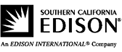 SOUTHERN CALIFORNIA
EDISON®
An EDISON INTERNATIONAL® Company